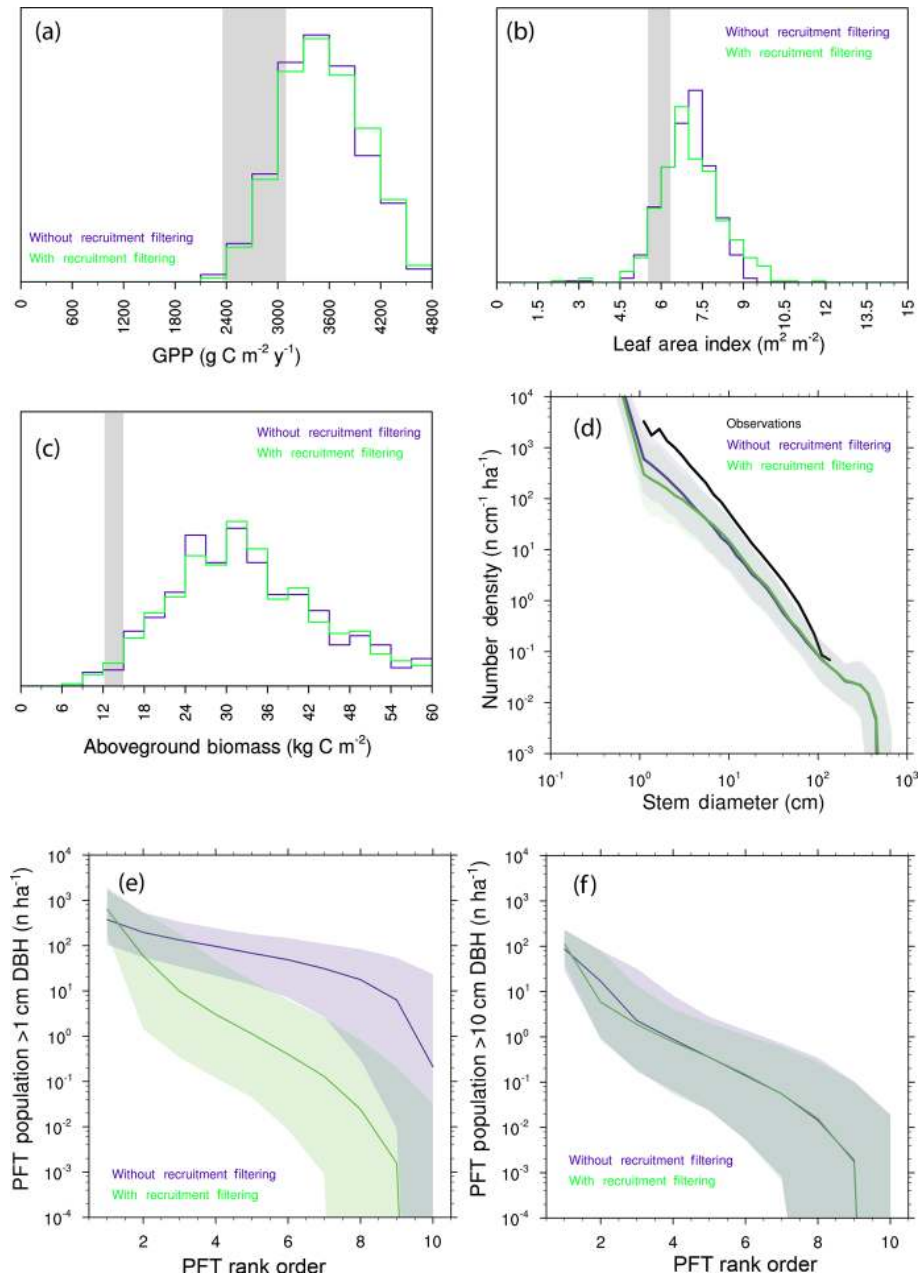 (a)
Without recruitment filtering
With recruitment filtering
0 600 1200 1800 2400 3000 3600 4200 4800
GPP (g C m⁻² y⁻¹)
(b)
Without recruitment filtering
With recruitment filtering
0 1.5 3 4.5 6 7.5 9 10.5 12 13.5 15
Leaf area index (m² m⁻²)
(c)
Without recruitment filtering
With recruitment filtering
0 6 12 18 24 30 36 42 48 54 60
Aboveground biomass (kg C m⁻²)
(d)
Observations
Without recruitment filtering
With recruitment filtering
10⁴
10³
10²
10¹
10⁰
10⁻¹
10⁻²
10⁻³
Number density (n cm⁻¹ ha⁻¹)
10⁻¹ 10⁰ 10¹ 10² 10³
Stem diameter (cm)
(e)
10⁴
10³
10²
10¹
10⁰
10⁻¹
10⁻²
10⁻³
10⁻⁴
PFT population >1 cm DBH (n ha⁻¹)
Without recruitment filtering
With recruitment filtering
2 4 6 8 10
PFT rank order
(f)
10⁴
10³
10²
10¹
10⁰
10⁻¹
10⁻²
10⁻³
10⁻⁴
PFT population >10 cm DBH (n ha⁻¹)
Without recruitment filtering
With recruitment filtering
2 4 6 8 10
PFT rank order